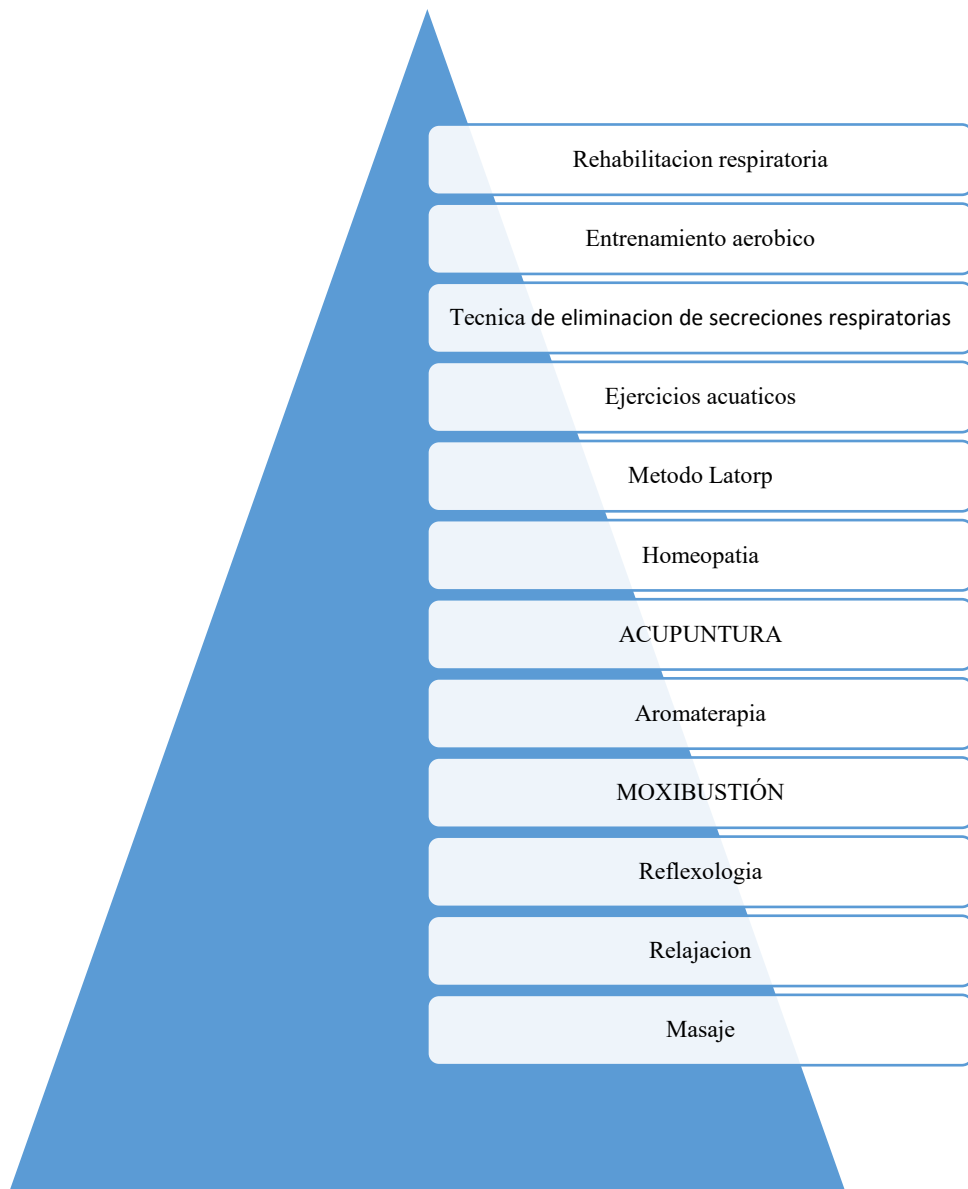 Rehabilitacion respiratoria
Entrenamiento aerobico
Tecnica de eliminacion de secreciones respiratorias
Ejercicios acuaticos
Metodo Latorp
Homeopatia
ACUPUNTURA
Aromaterapia
MOXIBUSTIÓN
Reflexologia
Relajacion
Masaje